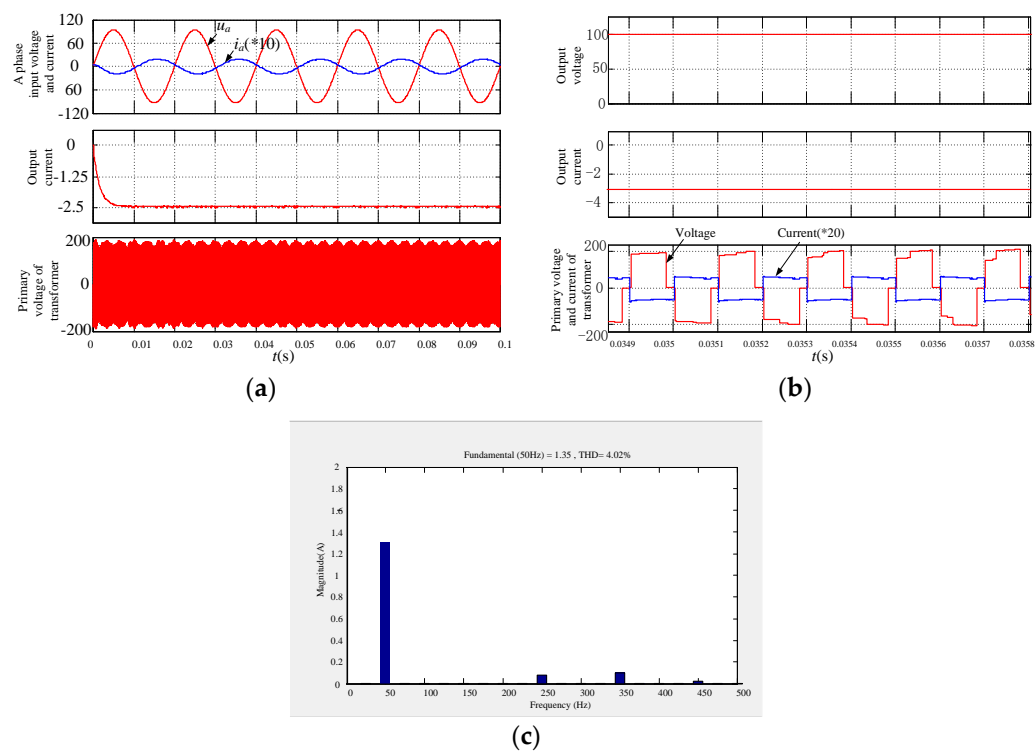 A phase
input voltage
and current
120
60
0
-60
-120
u_a
i_a(*10)
Output
current
0
-1.25
-2.5
Primary
voltage of
transformer
200
0
-200
0
0.01
0.02
0.03
0.04
0.05
0.06
0.07
0.08
0.09
0.1
t(s)
(a)
Output
voltage
100
50
0
Output
current
0
−2
−4
Primary voltage
and current of
transformer
200
0
−200
Voltage
Current(*20)
0.0349
0.035
0.0351
0.0352
0.0353
0.0354
0.0355
0.0356
0.0357
0.0358
t(s)
(b)
Fundamental (50Hz) = 1.35 , THD= 4.02%
Magnitude(A)
2
1.8
1.6
1.4
1.2
1
0.8
0.6
0.4
0.2
0
0
50
100
150
200
250
300
350
400
450
500
Frequency (Hz)
(c)